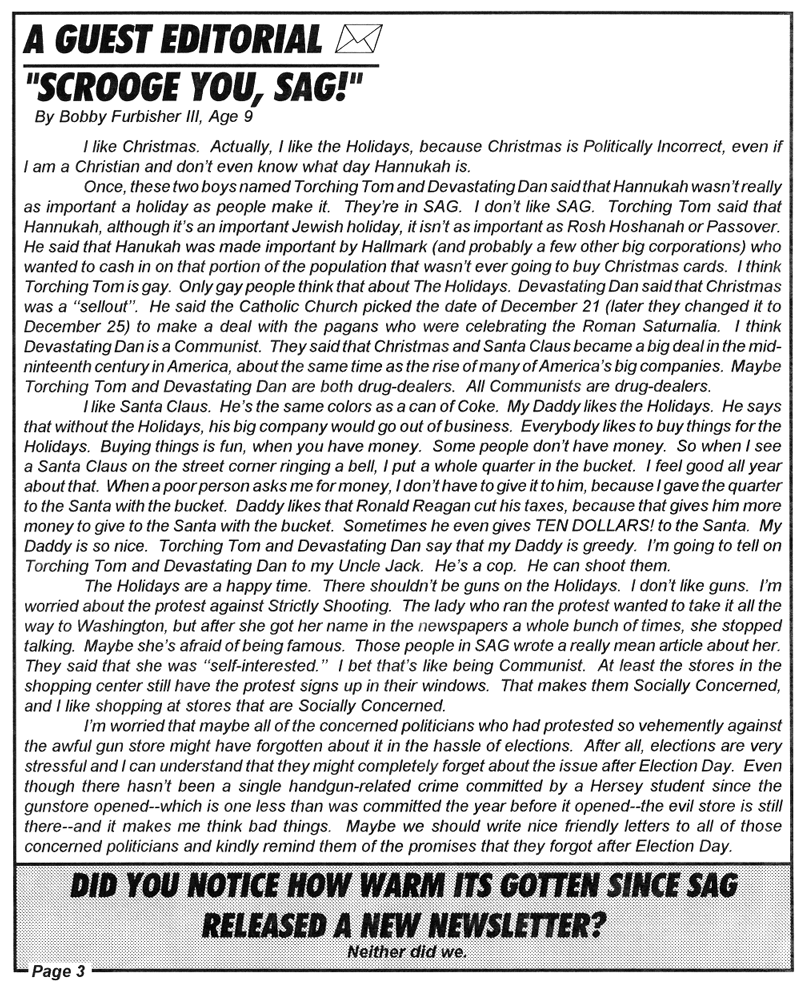 A GUEST EDITORIAL
"SCROOGE YOU, SAG!"
By Bobby Furbisher III, Age 9
I like Christmas. Actually, I like the Holidays, because Christmas is Politically Incorrect, even if
I am a Christian and don't even know what day Hannukah is.
Once, these two boys named Torching Tom and Devastating Dan said that Hannukah wasn't really
as important a holiday as people make it. They're in SAG. I don't like SAG. Torching Tom said that
Hannukah, although it's an important Jewish holiday, it isn't as important as Rosh Hoshanah or Passover.
He said that Hanukah was made important by Hallmark (and probably a few other big corporations) who
wanted to cash in on that portion of the population that wasn't ever going to buy Christmas cards. I think
Torching Tom is gay. Only gay people think that about The Holidays. Devastating Dan said that Christmas
was a "sellout". He said the Catholic Church picked the date of December 21 (later they changed it to
December 25) to make a deal with the pagans who were celebrating the Roman Saturnalia. I think
Devastating Dan is a Communist. They said that Christmas and Santa Claus became a big deal in the mid-
ninteenth century in America, about the same time as the rise of many of America's big companies. Maybe
Torching Tom and Devastating Dan are both drug-dealers. All Communists are drug-dealers.
I like Santa Claus. He's the same colors as a can of Coke. My Daddy likes the Holidays. He says
that without the Holidays, his big company would go out of business. Everybody likes to buy things for the
Holidays. Buying things is fun, when you have money. Some people don't have money. So when I see
a Santa Claus on the street corner ringing a bell, I put a whole quarter in the bucket. I feel good all year
about that. When a poor person asks me for money, I don't have to give it to him, because I gave the quarter
to the Santa with the bucket. Daddy likes that Ronald Reagan cut his taxes, because that gives him more
money to give to the Santa with the bucket. Sometimes he even gives TEN DOLLARS! to the Santa. My
Daddy is so nice. Torching Tom and Devastating Dan say that my Daddy is greedy. I'm going to tell on
Torching Tom and Devastating Dan to my Uncle Jack. He's a cop. He can shoot them.
The Holidays are a happy time. There shouldn't be guns on the Holidays. I don't like guns. I'm
worried about the protest against Strictly Shooting. The lady who ran the protest wanted to take it all the
way to Washington, but after she got her name in the newspapers a whole bunch of times, she stopped
talking. Maybe she's afraid of being famous. Those people in SAG wrote a really mean article about her.
They said that she was "self-interested." I bet that's like being Communist. At least the stores in the
shopping center still have the protest signs up in their windows. That makes them Socially Concerned,
and I like shopping at stores that are Socially Concerned.
I'm worried that maybe all of the concerned politicians who had protested so vehemently against
the awful gun store might have forgotten about it in the hassle of elections. After all, elections are very
stressful and I can understand that they might completely forget about the issue after Election Day. Even
though there hasn't been a single handgun-related crime committed by a Hersey student since the
gunstore opened--which is one less than was committed the year before it opened--the evil store is still
there--and it makes me think bad things. Maybe we should write nice friendly letters to all of those
concerned politicians and kindly remind them of the promises that they forgot after Election Day.
DID YOU NOTICE HOW WARM ITS GOTTEN SINCE SAG
RELEASED A NEW NEWSLETTER?
Neither did we.
Page 3